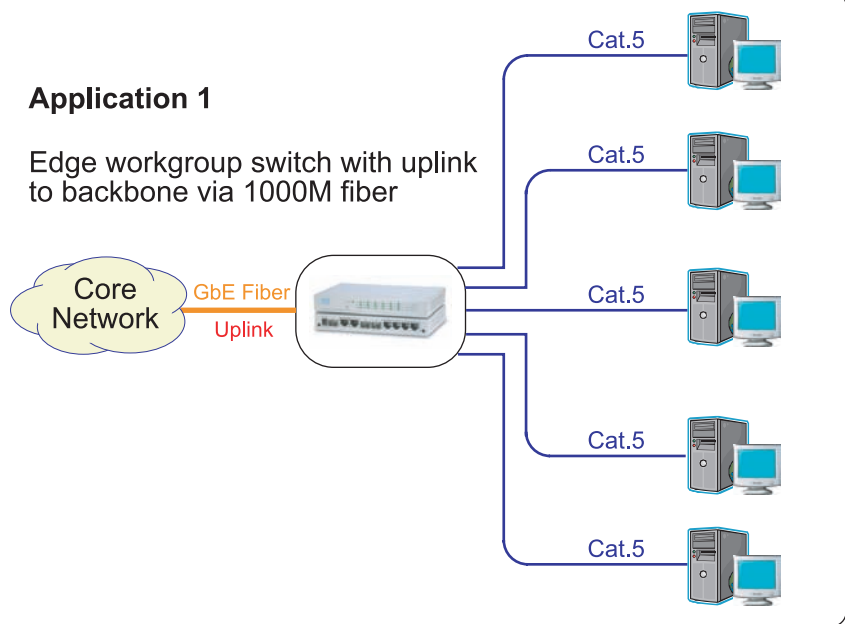 Application 1
Edge workgroup switch with uplink
to backbone via 1000M fiber
Core
Network
GbE Fiber
Uplink
Cat.5
Cat.5
Cat.5
Cat.5
Cat.5